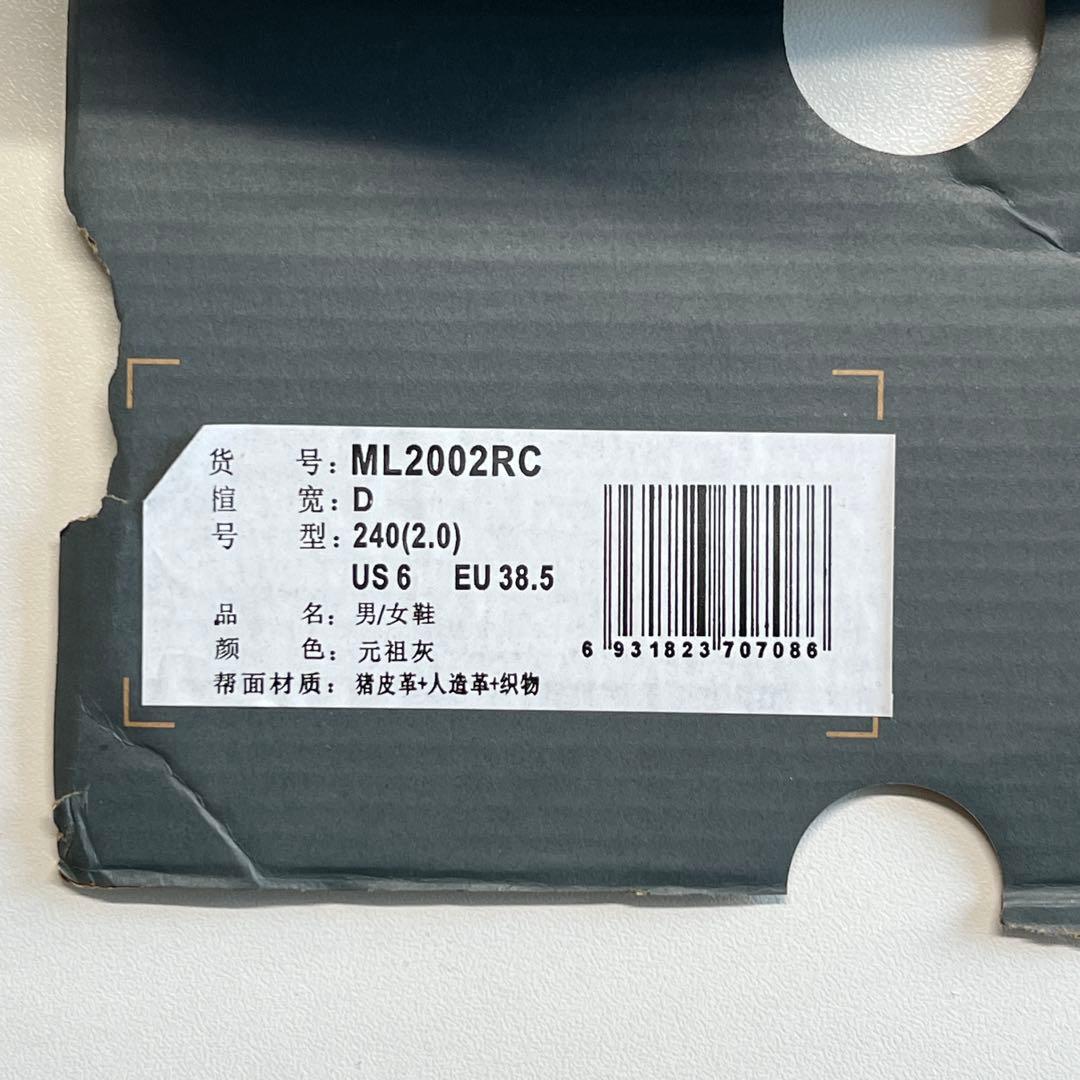 货 号: ML2002RC
楦 宽: D
号 型: 240(2.0)
US 6 EU 38.5
品 名: 男/女鞋
颜 色: 元祖灰
帮面材质: 猪皮革+人造革+织物
6 931823 707086